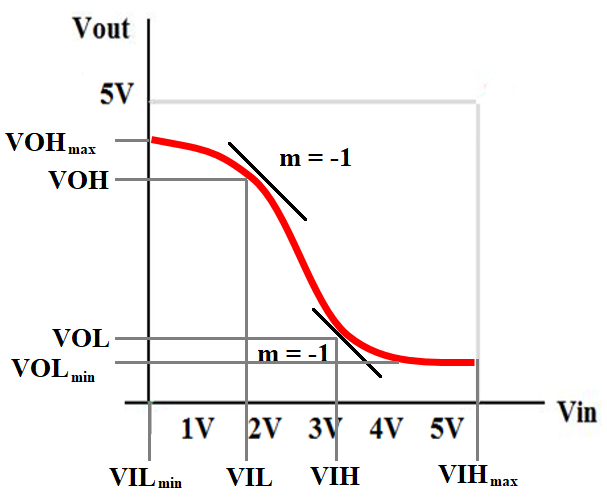 Vout
5V
VOHmax
m = -1
VOH
VOL
m = -1
VOLmin
Vin
1V 2V 3V 4V 5V
VILmin VIL VIH VIHmax